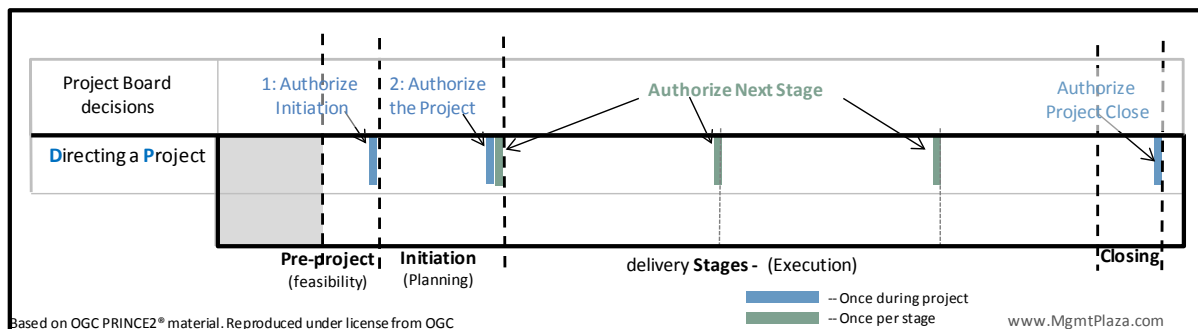 Project Board
decisions
1: Authorize
Initiation
2: Authorize
the Project
Authorize Next Stage
Authorize
Project Close
Directing a Project
Pre-project
(feasibility)
Initiation
(Planning)
delivery Stages - (Execution)
Closing
-- Once during project
-- Once per stage
Based on OGC PRINCE2® material. Reproduced under license from OGC
www.MgmtPlaza.com